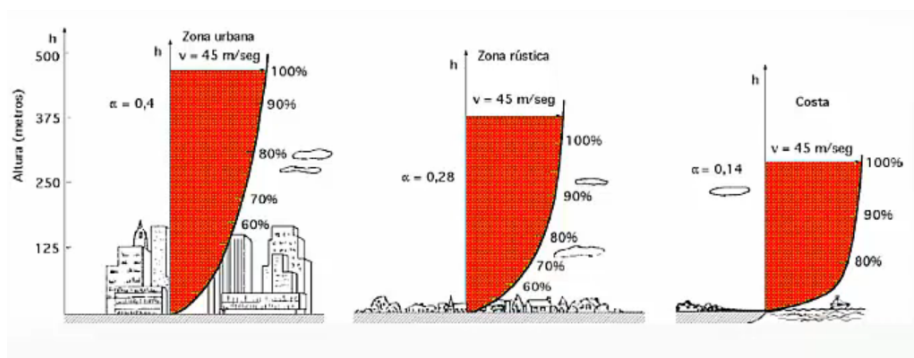 h
500
375
250
125
Altura (metros)
Zona urbana
h
v = 45 m/seg
α = 0,4
100%
90%
80%
70%
60%
Zona rústica
h
v = 45 m/seg
α = 0,28
100%
90%
80%
70%
60%
Costa
h
v = 45 m/seg
α = 0,14
100%
90%
80%